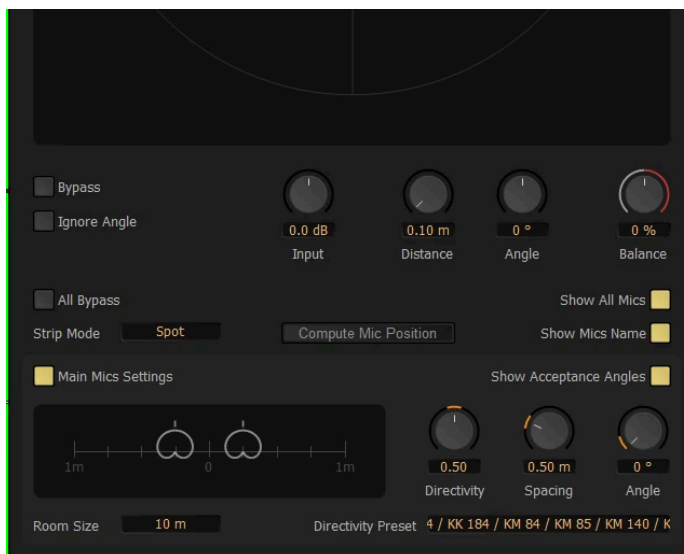 Bypass
Ignore Angle
0.0 dB 0.10 m 0 ° 0 %
Input Distance Angle Balance
All Bypass Show All Mics
Strip Mode Spot Compute Mic Position Show Mics Name
Main Mics Settings Show Acceptance Angles
1m 0 1m
0.50 0.50 m 0 °
Directivity Spacing Angle
Room Size 10 m Directivity Preset 4 / KK 184 / KM 84 / KM 85 / KM 140 / K